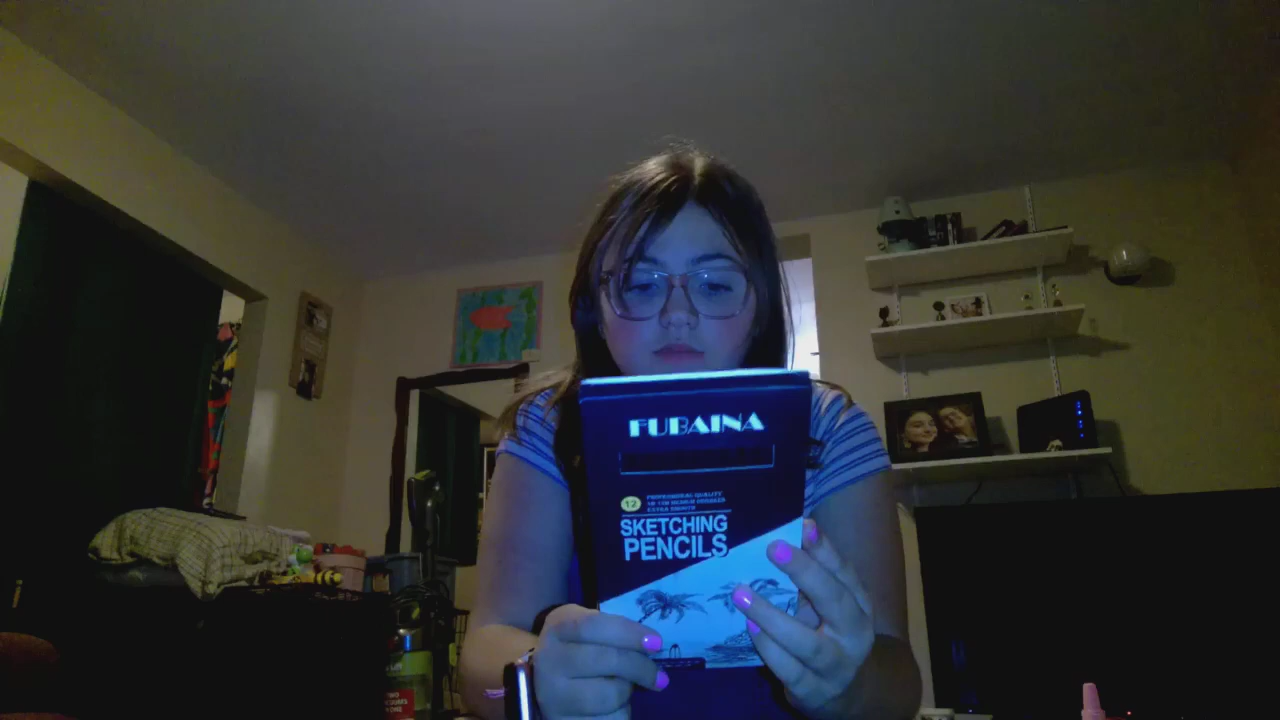 FUBAINA
12
PROFESSIONAL QUALITY
EXTRA SMOOTH
SKETCHING
PENCILS